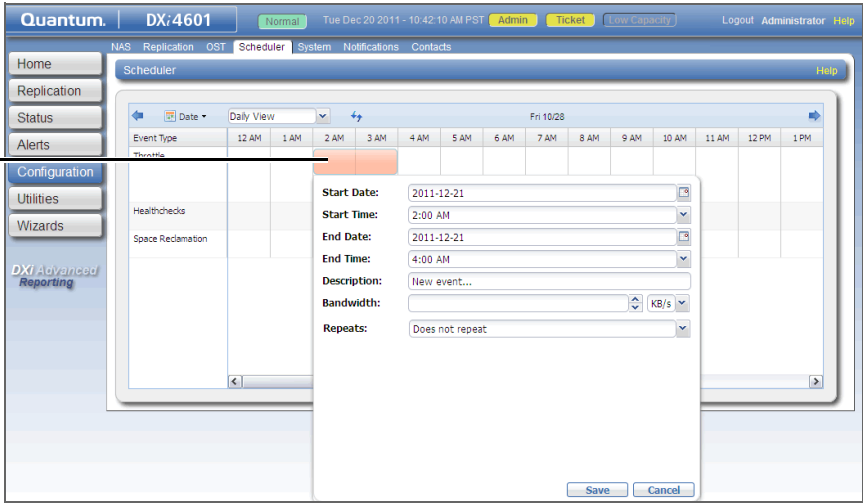 Quantum. DXi4601 Normal Tue Dec 20 2011 - 10:42:10 AM PST Admin Ticket Low Capacity Logout Administrator Help
NAS Replication OST Scheduler System Notifications Contacts
Home
Replication
Status
Alerts
Configuration
Utilities
Wizards
DXi Advanced
Reporting
Scheduler Help
Date Daily View Fri 10/28
Event Type 12 AM 1 AM 2 AM 3 AM 4 AM 5 AM 6 AM 7 AM 8 AM 9 AM 10 AM 11 AM 12 PM 1 PM
Throttle
Healthchecks
Space Reclamation
Start Date: 2011-12-21
Start Time: 2:00 AM
End Date: 2011-12-21
End Time: 4:00 AM
Description: New event...
Bandwidth: KB/s
Repeats: Does not repeat
Save Cancel